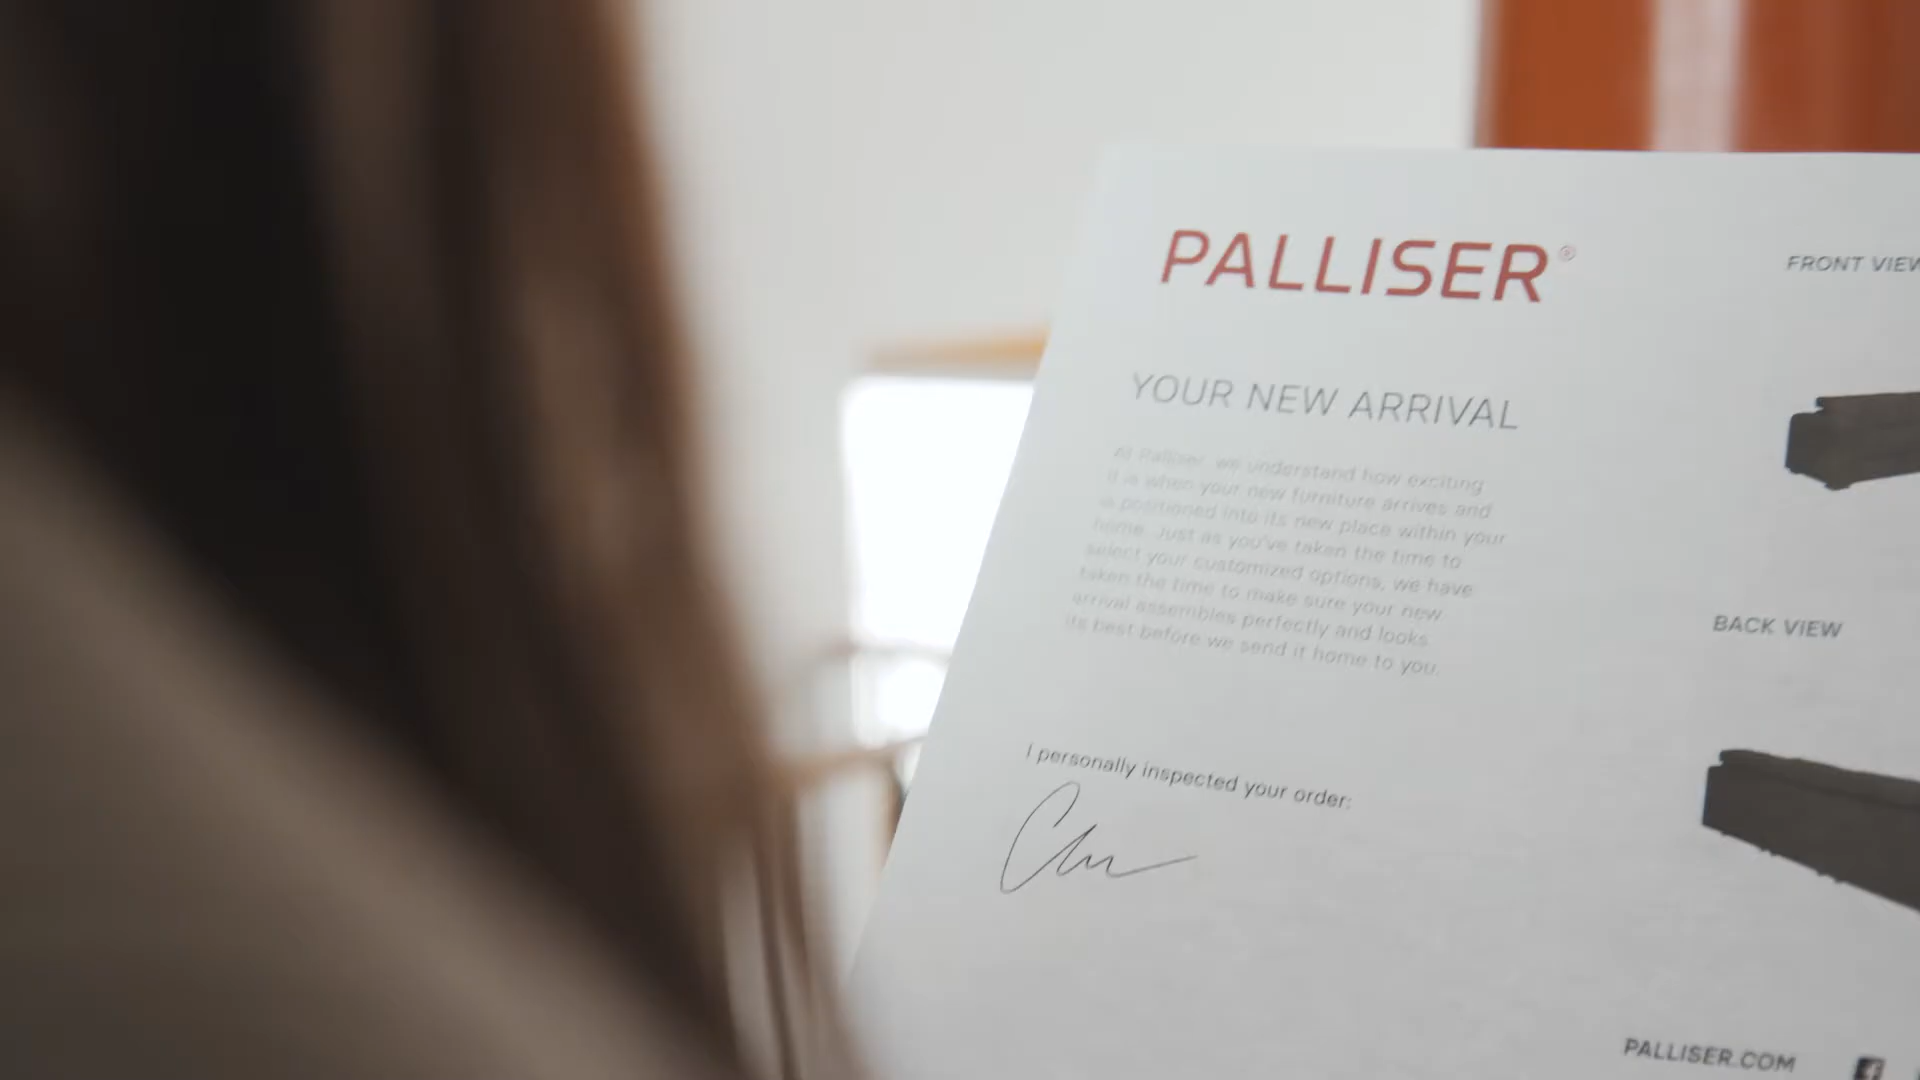 PALLISER®
YOUR NEW ARRIVAL
At Palliser, we understand how exciting
it is when your new furniture arrives and
is positioned into its new place within your
home. Just as you've taken the time to
select your customized options, we have
taken the time to make sure your new
arrival assembles perfectly and looks
its best before we send it home to you.
I personally inspected your order:
FRONT VIEW
BACK VIEW
PALLISER.COM